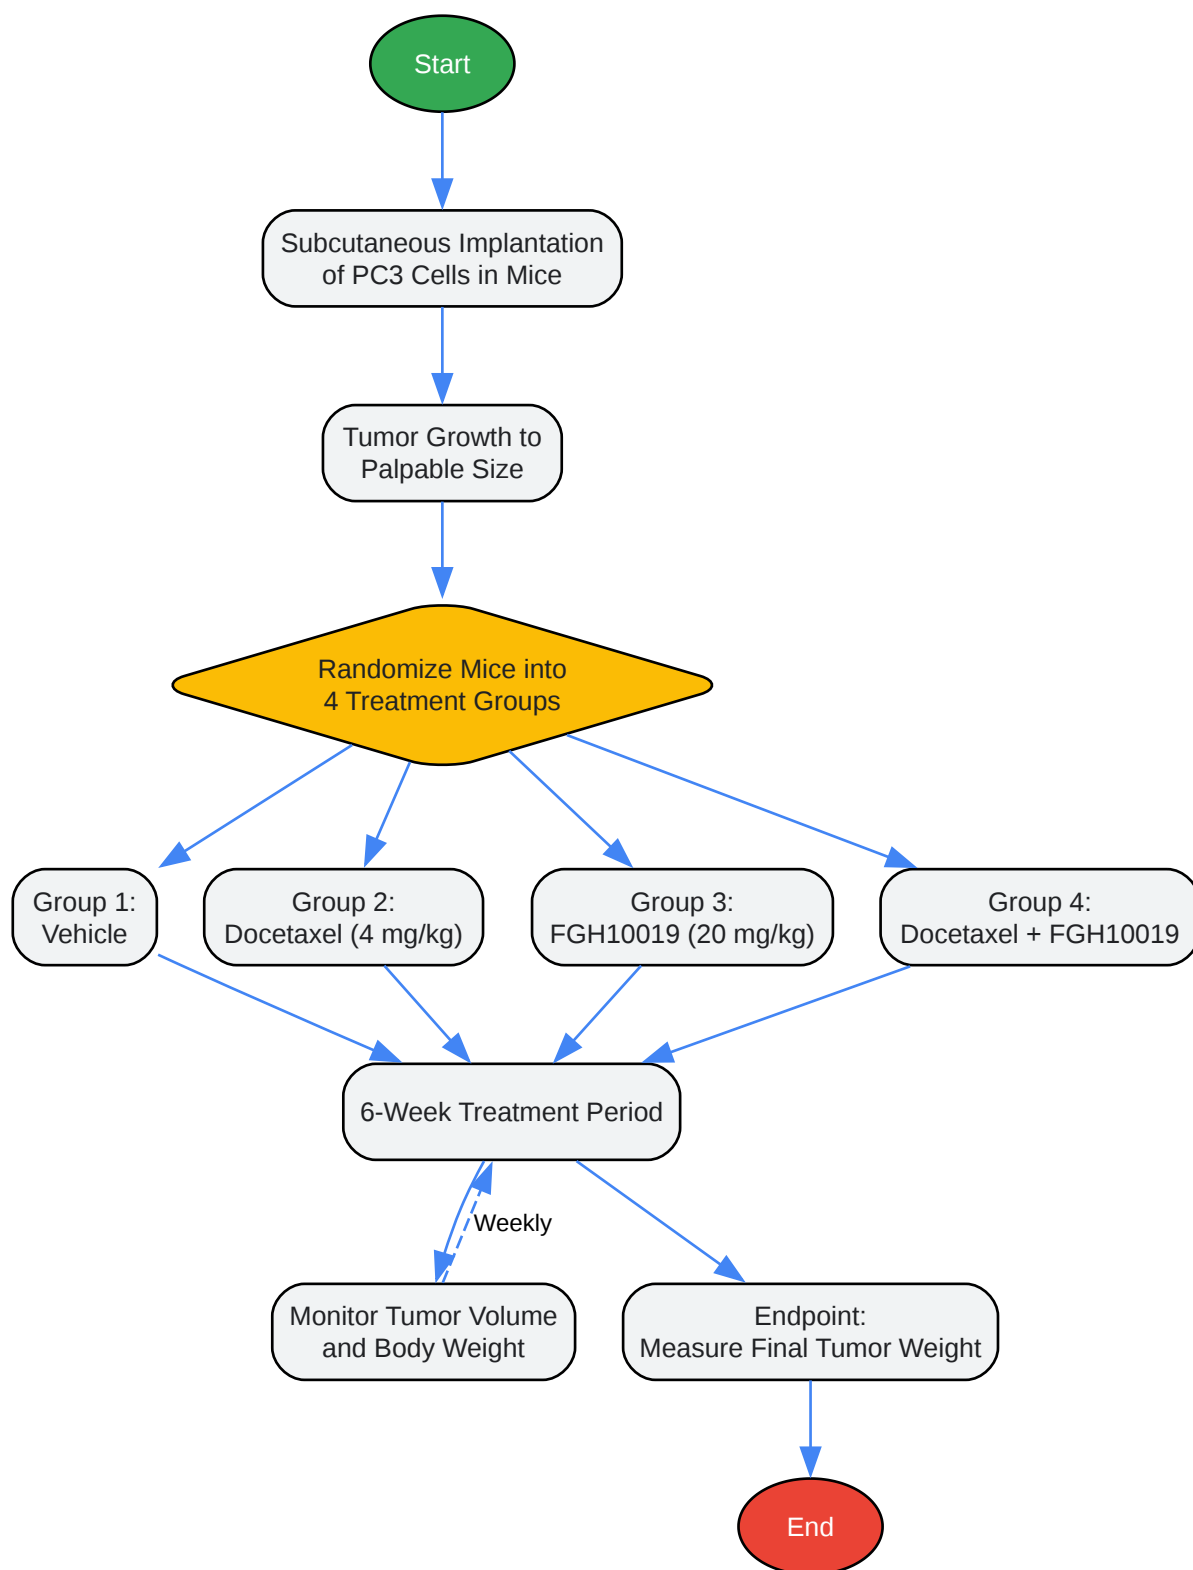 Start
Subcutaneous Implantation
of PC3 Cells in Mice
Tumor Growth to
Palpable Size
Randomize Mice into
4 Treatment Groups
Group 1:
Vehicle
Group 2:
Docetaxel (4 mg/kg)
Group 3:
FGH10019 (20 mg/kg)
Group 4:
Docetaxel + FGH10019
6-Week Treatment Period
Weekly
Monitor Tumor Volume
and Body Weight
Endpoint:
Measure Final Tumor Weight
End